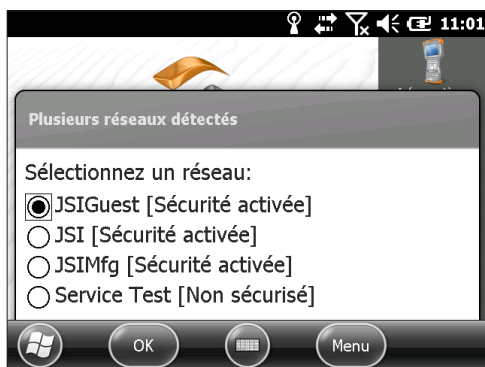 11:01
Plusieurs réseaux détectés
Sélectionnez un réseau:
JSIGuest [Sécurité activée]
JSI [Sécurité activée]
JSIMfg [Sécurité activée]
Service Test [Non sécurisé]
OK Menu